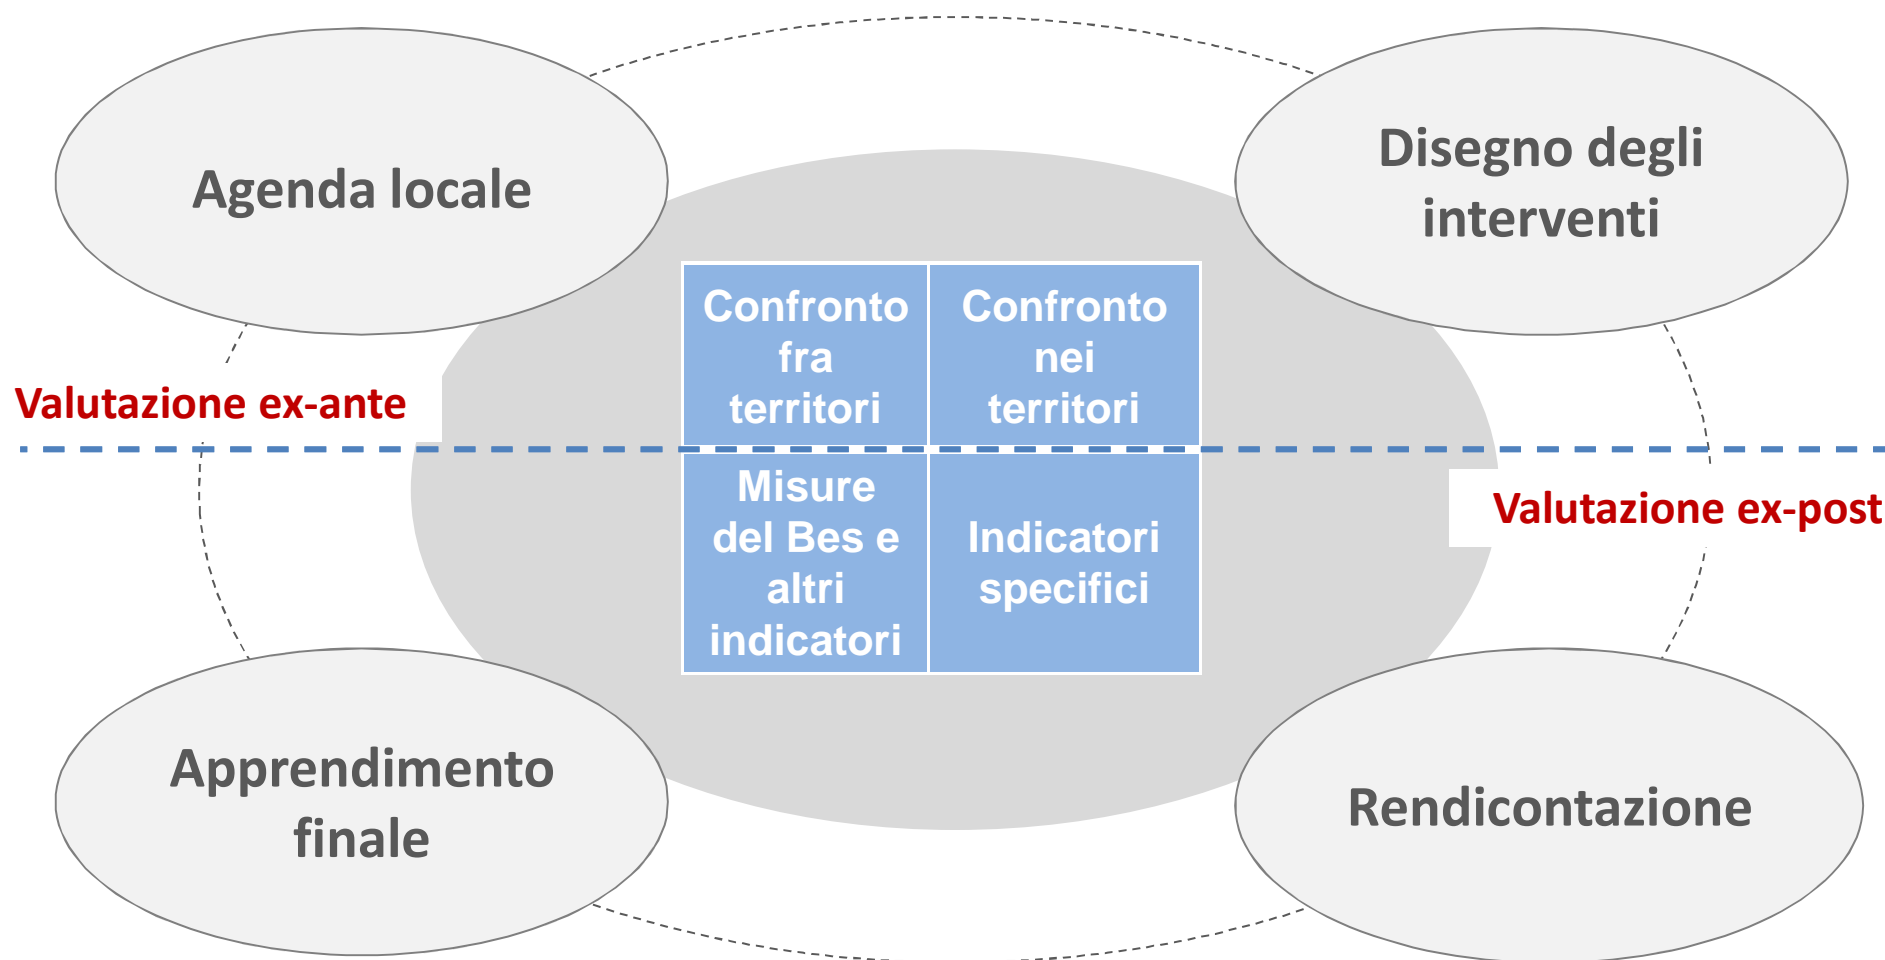 Agenda locale
Disegno degli
interventi
Confronto
fra
territori
Confronto
nei
territori
Valutazione ex-ante
Misure
del Bes e
altri
indicatori
Indicatori
specifici
Valutazione ex-post
Apprendimento
finale
Rendicontazione